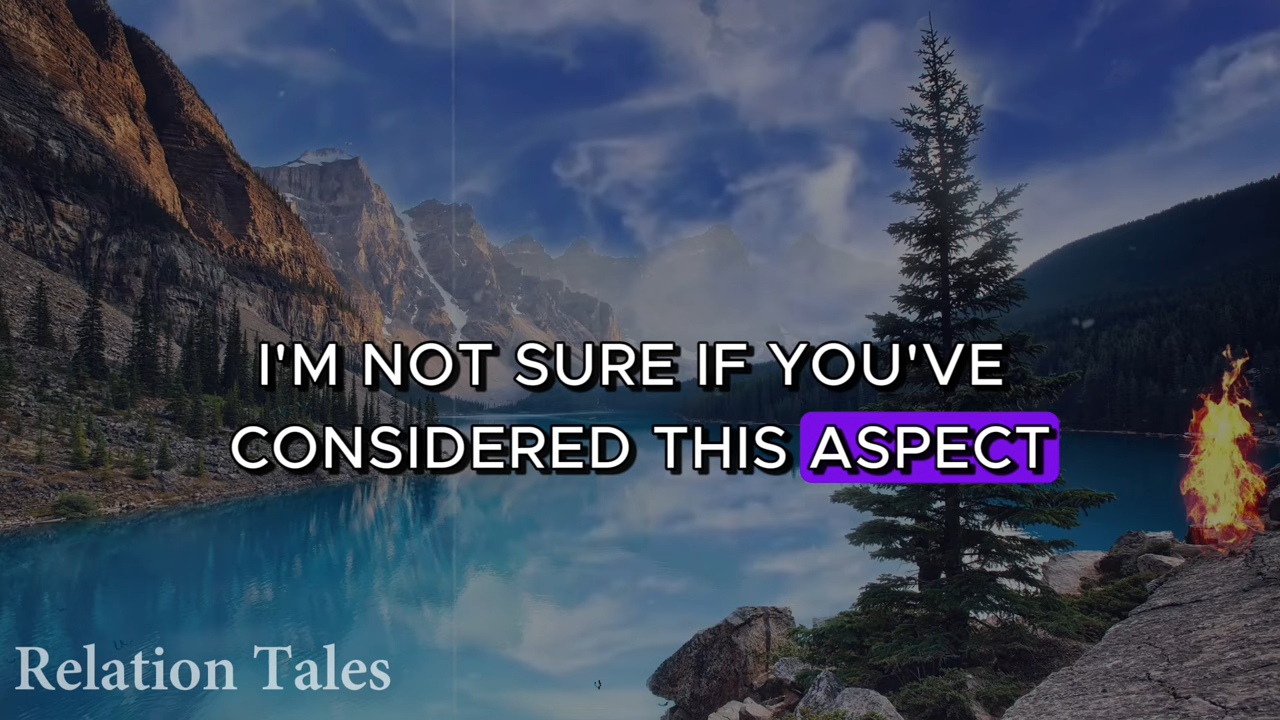 I'M NOT SURE IF YOU'VE
CONSIDERED THIS ASPECT
Relation Tales